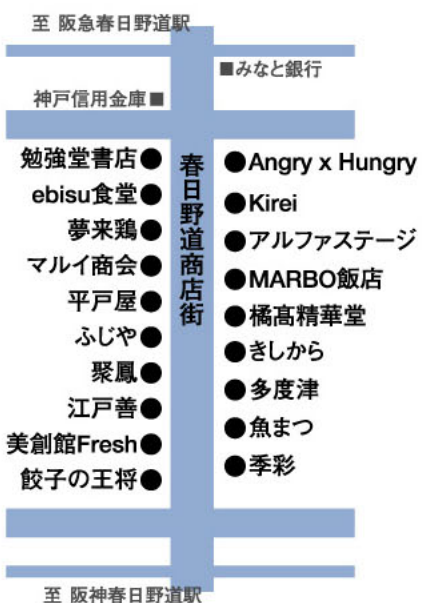 至 阪急春日野道駅
■みなと銀行
神戸信用金庫■
春日野道商店街
勉強堂書店●
ebisu食堂●
夢来鶏●
マルイ商会●
平戸屋●
ふじや●
聚鳳●
江戸善●
美創館Fresh●
餃子の王将●
●Angry x Hungry
●Kirei
●アルファステージ
●MARBO飯店
●橘髙精華堂
●きしから
●多度津
●魚まつ
●季彩
至 阪神春日野道駅